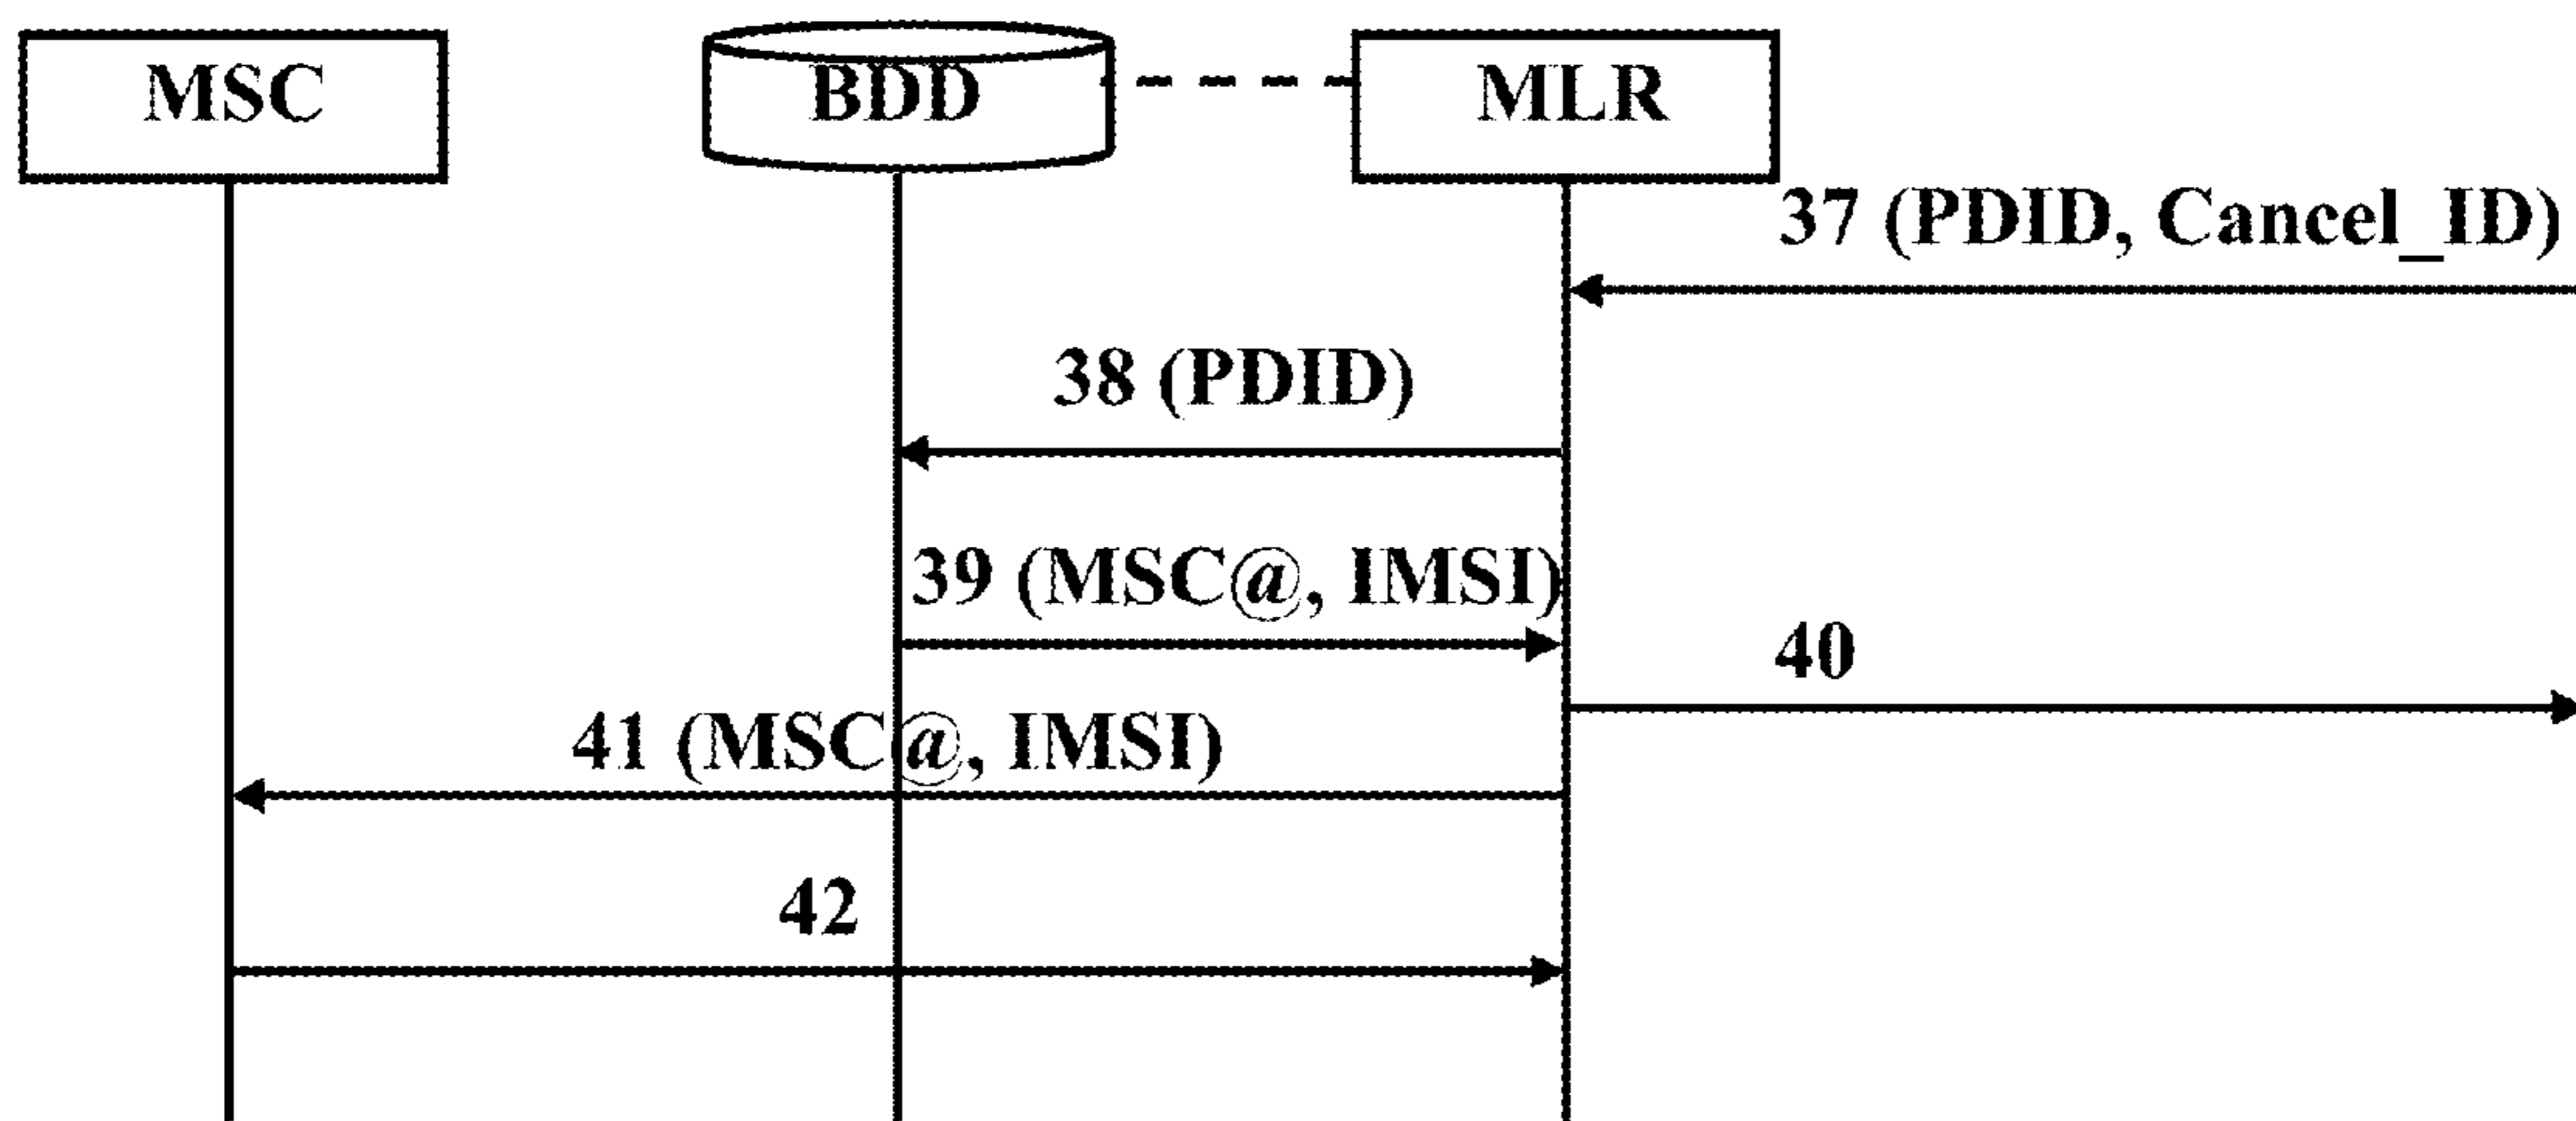 MSC
BDD
MLR
37 (PDID, Cancel_ID)
38 (PDID)
39 (MSC@, IMSI)
40
41 (MSC@, IMSI)
42